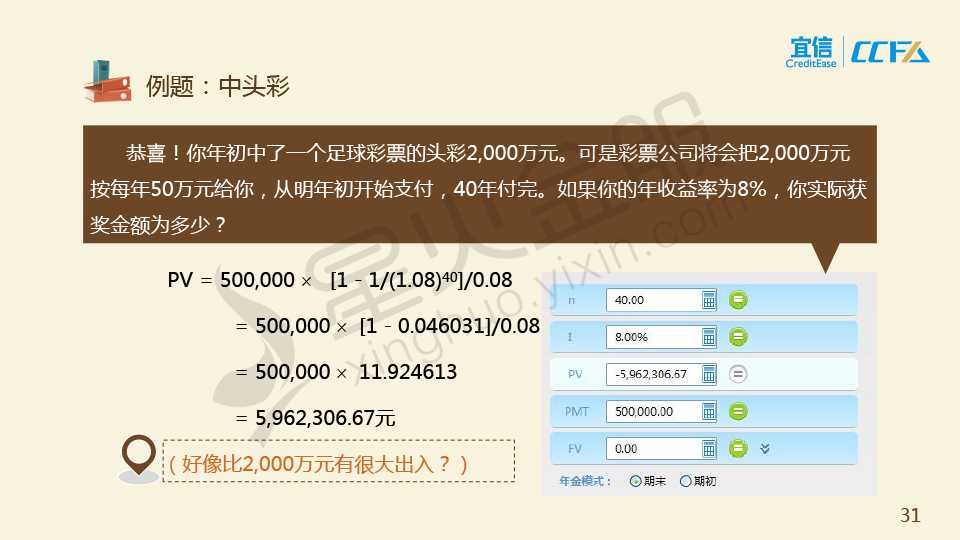 宜信 CCFA
CreditEase
例题：中头彩
恭喜！你年初中了一个足球彩票的头彩2,000万元。可是彩票公司将会把2,000万元
按每年50万元给你，从明年初开始支付，40年付完。如果你的年收益率为8%，你实际获
奖金额为多少？
PV = 500,000 × [1﹣1/(1.08)⁴⁰]/0.08
= 500,000 × [1﹣0.046031]/0.08
= 500,000 × 11.924613
= 5,962,306.67元
（好像比2,000万元有很大出入？）
n 40.00
I 8.00%
PV -5,962,306.67
PMT 500,000.00
FV 0.00
年金模式： 期末 期初
星火金服
xinghuo.yixin.com
31